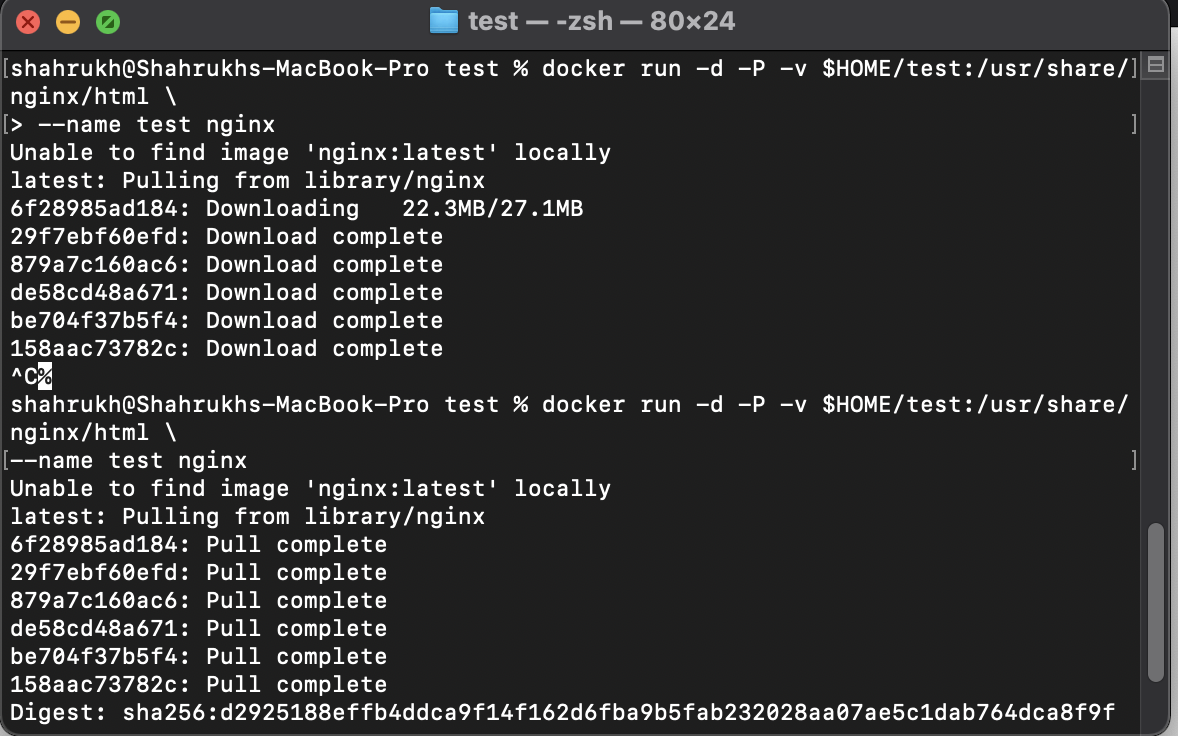 test — -zsh — 80×24
[shahrukh@Shahrukhs-MacBook-Pro test % docker run -d -P -v $HOME/test:/usr/share/]
nginx/html \
[> --name test nginx ]
Unable to find image 'nginx:latest' locally
latest: Pulling from library/nginx
6f28985ad184: Downloading   22.3MB/27.1MB
29f7ebf60efd: Download complete
879a7c160ac6: Download complete
de58cd48a671: Download complete
be704f37b5f4: Download complete
158aac73782c: Download complete
^C%
shahrukh@Shahrukhs-MacBook-Pro test % docker run -d -P -v $HOME/test:/usr/share/
nginx/html \
[--name test nginx ]
Unable to find image 'nginx:latest' locally
latest: Pulling from library/nginx
6f28985ad184: Pull complete
29f7ebf60efd: Pull complete
879a7c160ac6: Pull complete
de58cd48a671: Pull complete
be704f37b5f4: Pull complete
158aac73782c: Pull complete
Digest: sha256:d2925188effb4ddca9f14f162d6fba9b5fab232028aa07ae5c1dab764dca8f9f